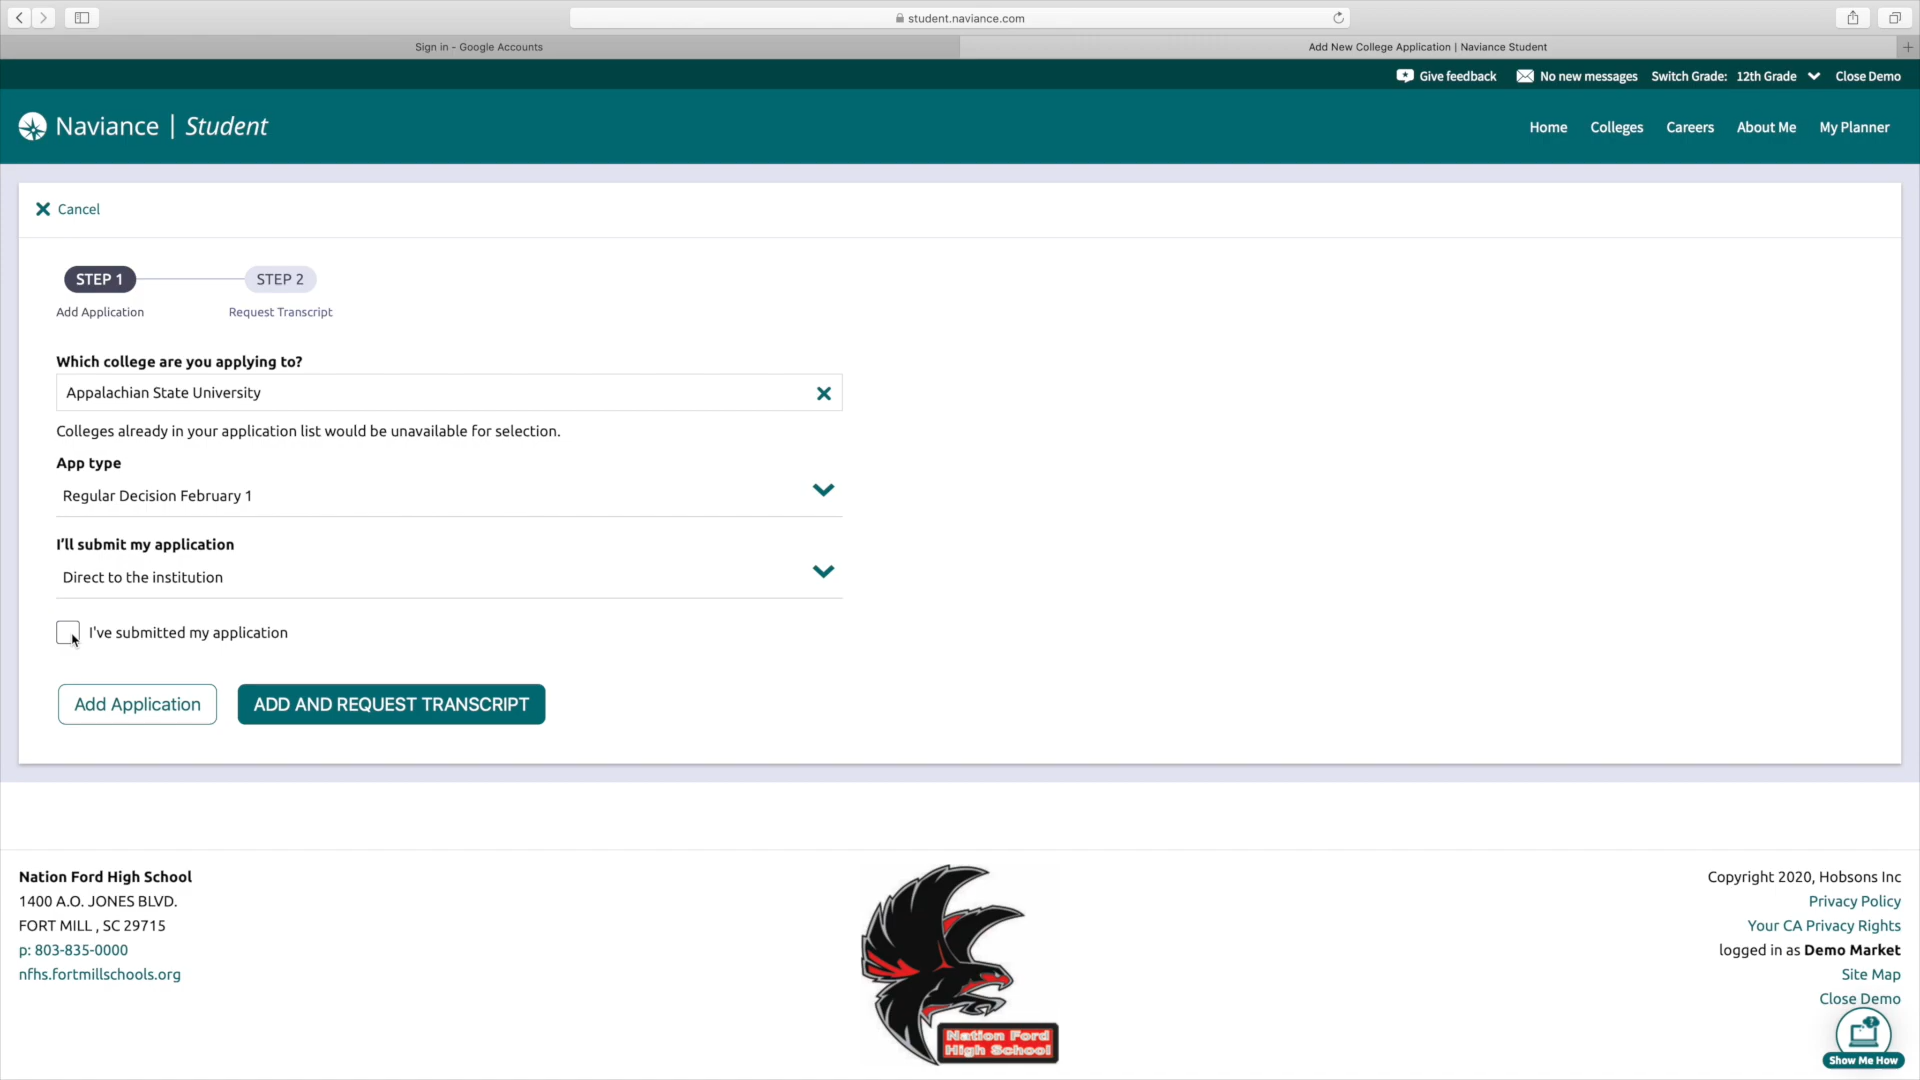 student.naviance.com
Sign in - Google Accounts
Add New College Application | Naviance Student
Give feedback
No new messages
Switch Grade: 12th Grade
Close Demo
Naviance | Student
Home
Colleges
Careers
About Me
My Planner
Cancel
STEP 1
STEP 2
Add Application
Request Transcript
Which college are you applying to?
Appalachian State University
Colleges already in your application list would be unavailable for selection.
App type
Regular Decision February 1
I'll submit my application
Direct to the institution
I've submitted my application
Add Application
ADD AND REQUEST TRANSCRIPT
Nation Ford High School
1400 A.O. JONES BLVD.
FORT MILL , SC 29715
p: 803-835-0000
nfhs.fortmillschools.org
Nation Ford
High School
Copyright 2020, Hobsons Inc
Privacy Policy
Your CA Privacy Rights
logged in as Demo Market
Site Map
Close Demo
Show Me How